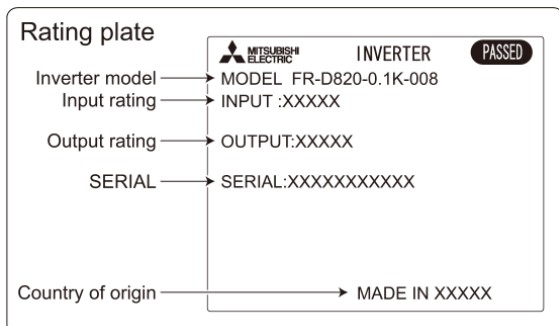 Rating plate
MITSUBISHI
ELECTRIC
INVERTER
PASSED
Inverter model
MODEL FR-D820-0.1K-008
Input rating
INPUT :XXXXX
Output rating
OUTPUT:XXXXX
SERIAL
SERIAL:XXXXXXXXXXX
Country of origin
MADE IN XXXXX